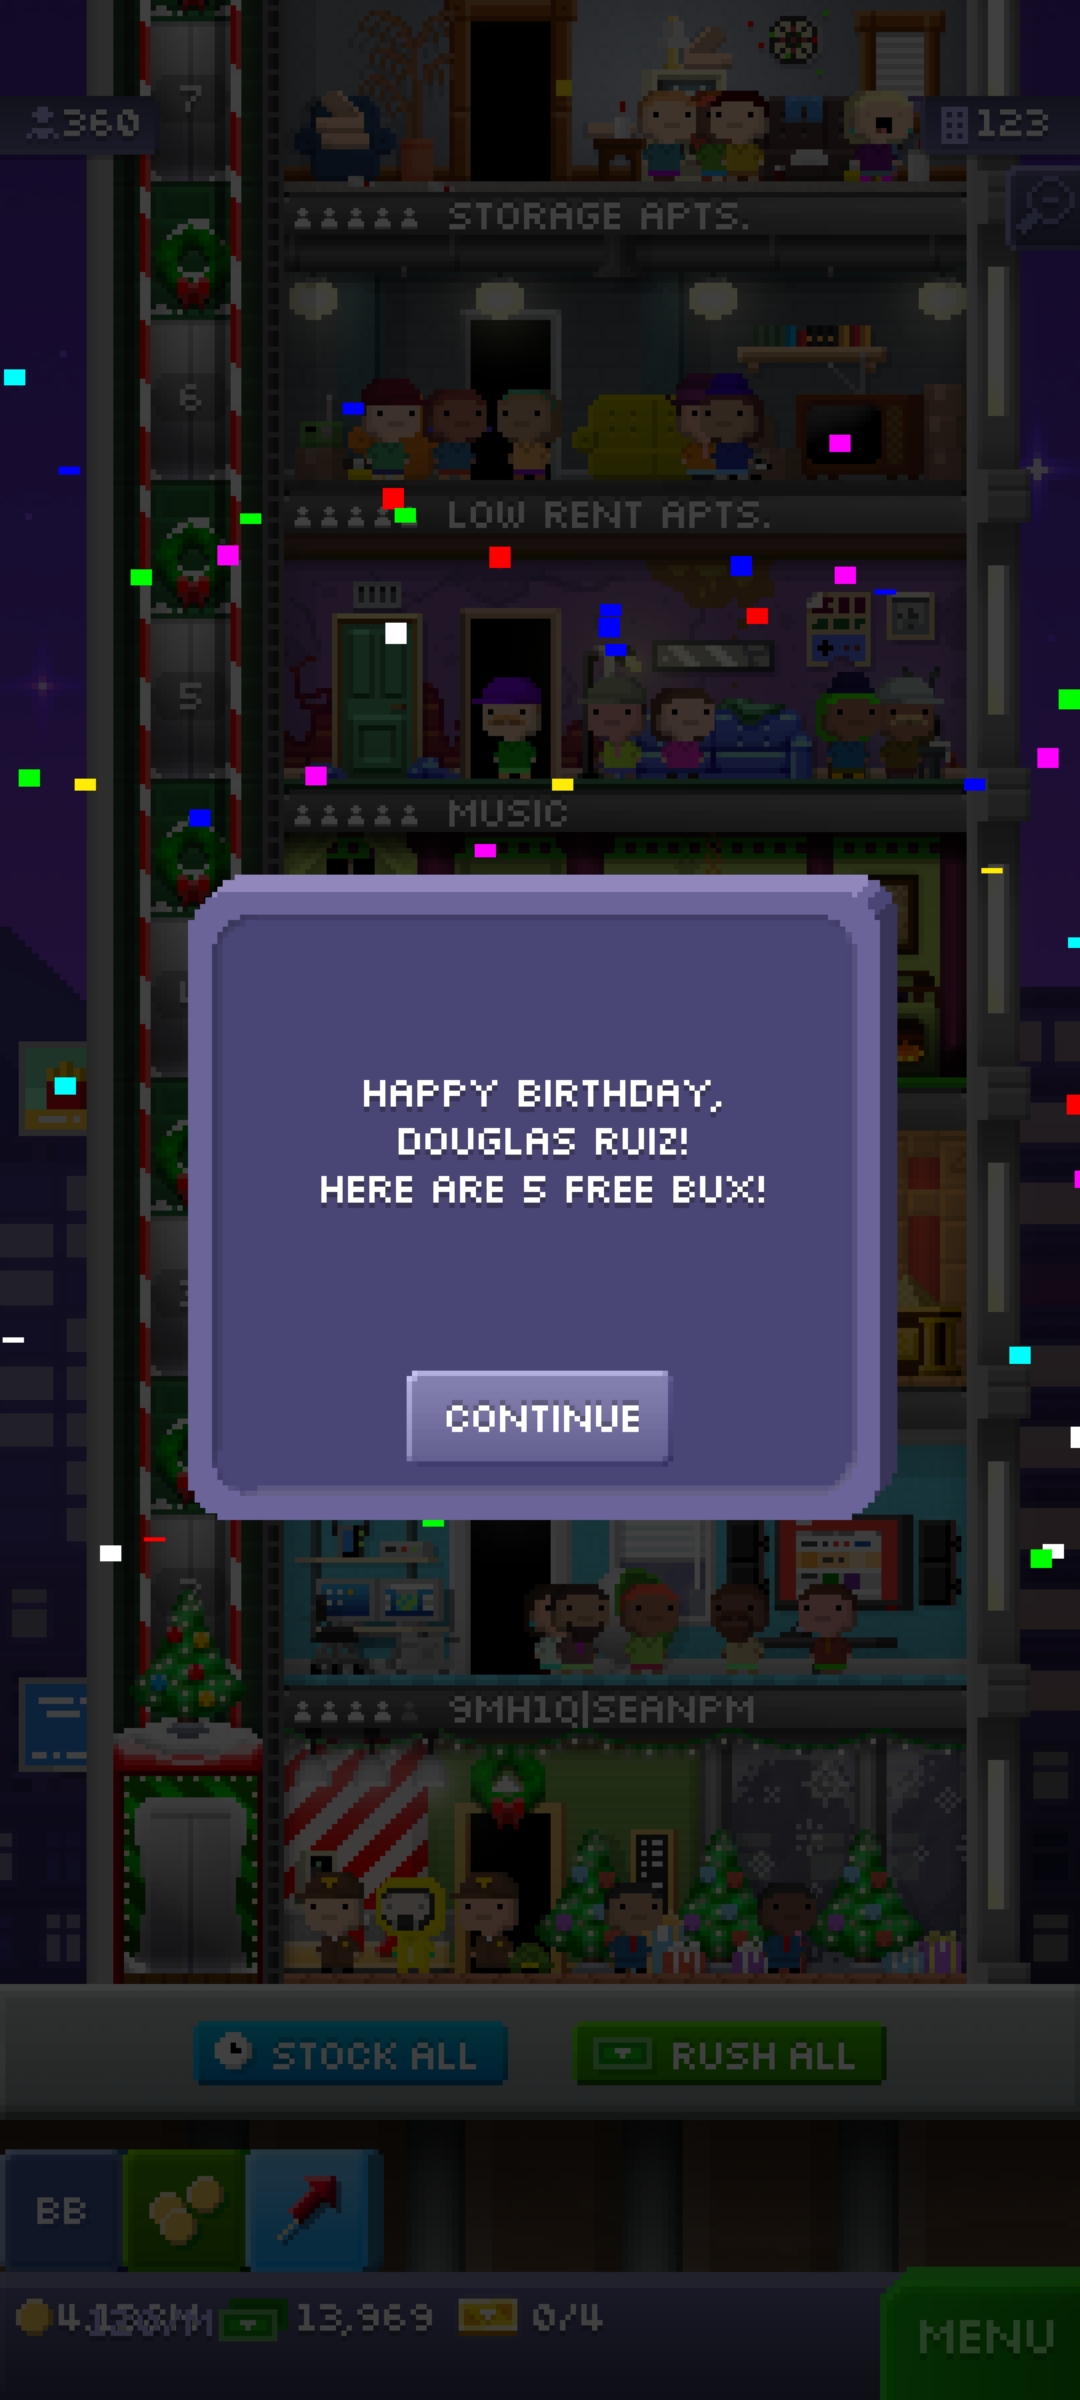 7
360
123
STORAGE APTS.
6
LOW RENT APTS.
5
MUSIC
HAPPY BIRTHDAY,
DOUGLAS RUIZ!
HERE ARE 5 FREE BUX!
CONTINUE
9MH1Q|SEANPM
STOCK ALL
RUSH ALL
BB
13,969
0/4
MENU